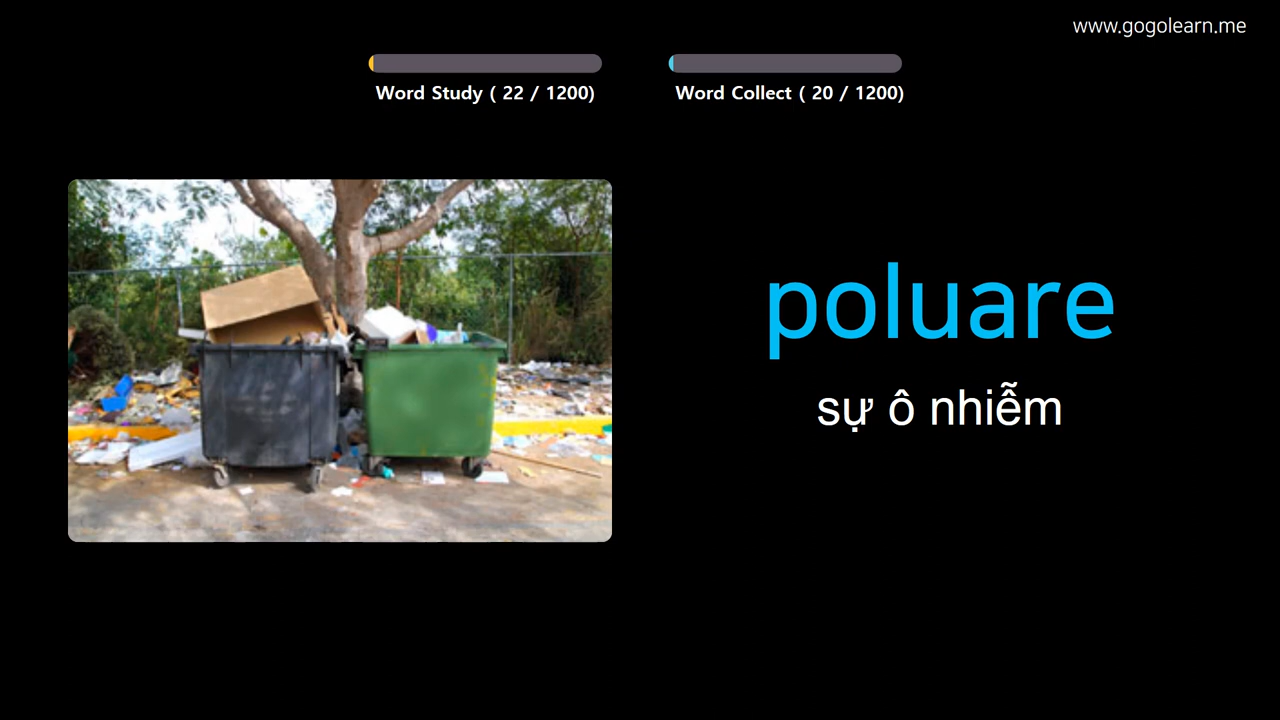 www.gogolearn.me
Word Study ( 22 / 1200)
Word Collect ( 20 / 1200)
poluare
sự ô nhiễm